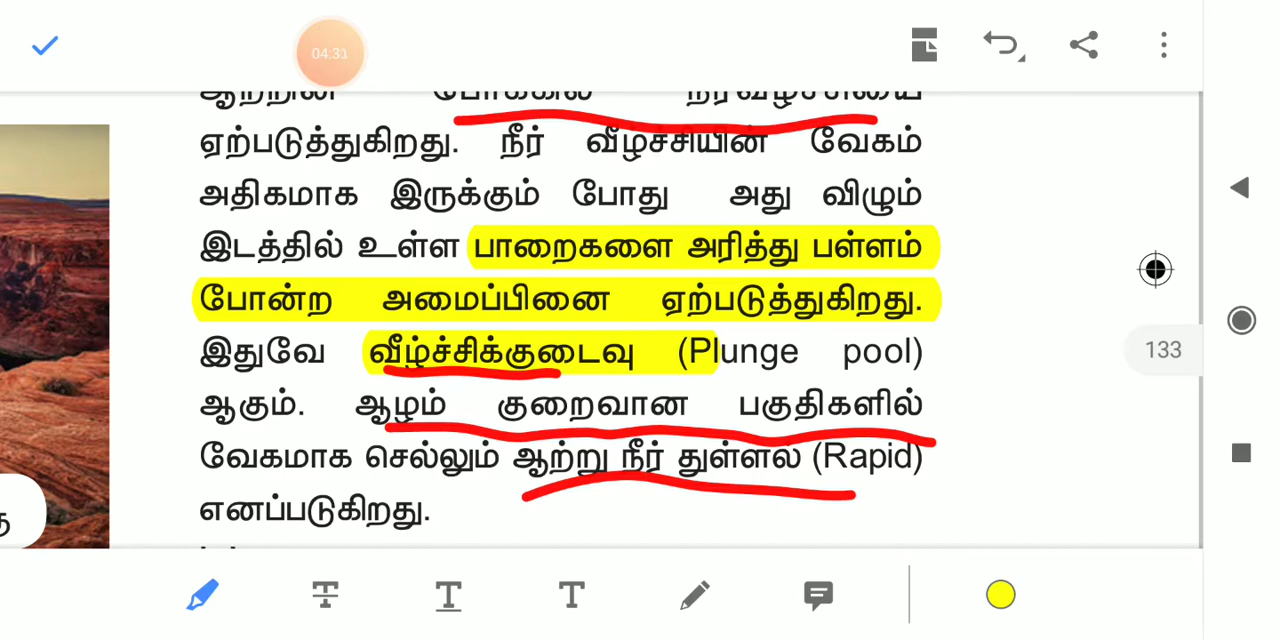 04:31
ஏற்படுத்துகிறது. நீர் வீழச்சியின் வேகம்
அதிகமாக இருக்கும் போது அது விழும்
இடத்தில் உள்ள பாறைகளை அரித்து பள்ளம்
போன்ற அமைப்பினை ஏற்படுத்துகிறது.
இதுவே வீழ்ச்சிக்குடைவு (Plunge pool)
ஆகும். ஆழம் குறைவான பகுதிகளில்
வேகமாக செல்லும் ஆற்று நீர் துள்ளல் (Rapid)
எனப்படுகிறது.
133